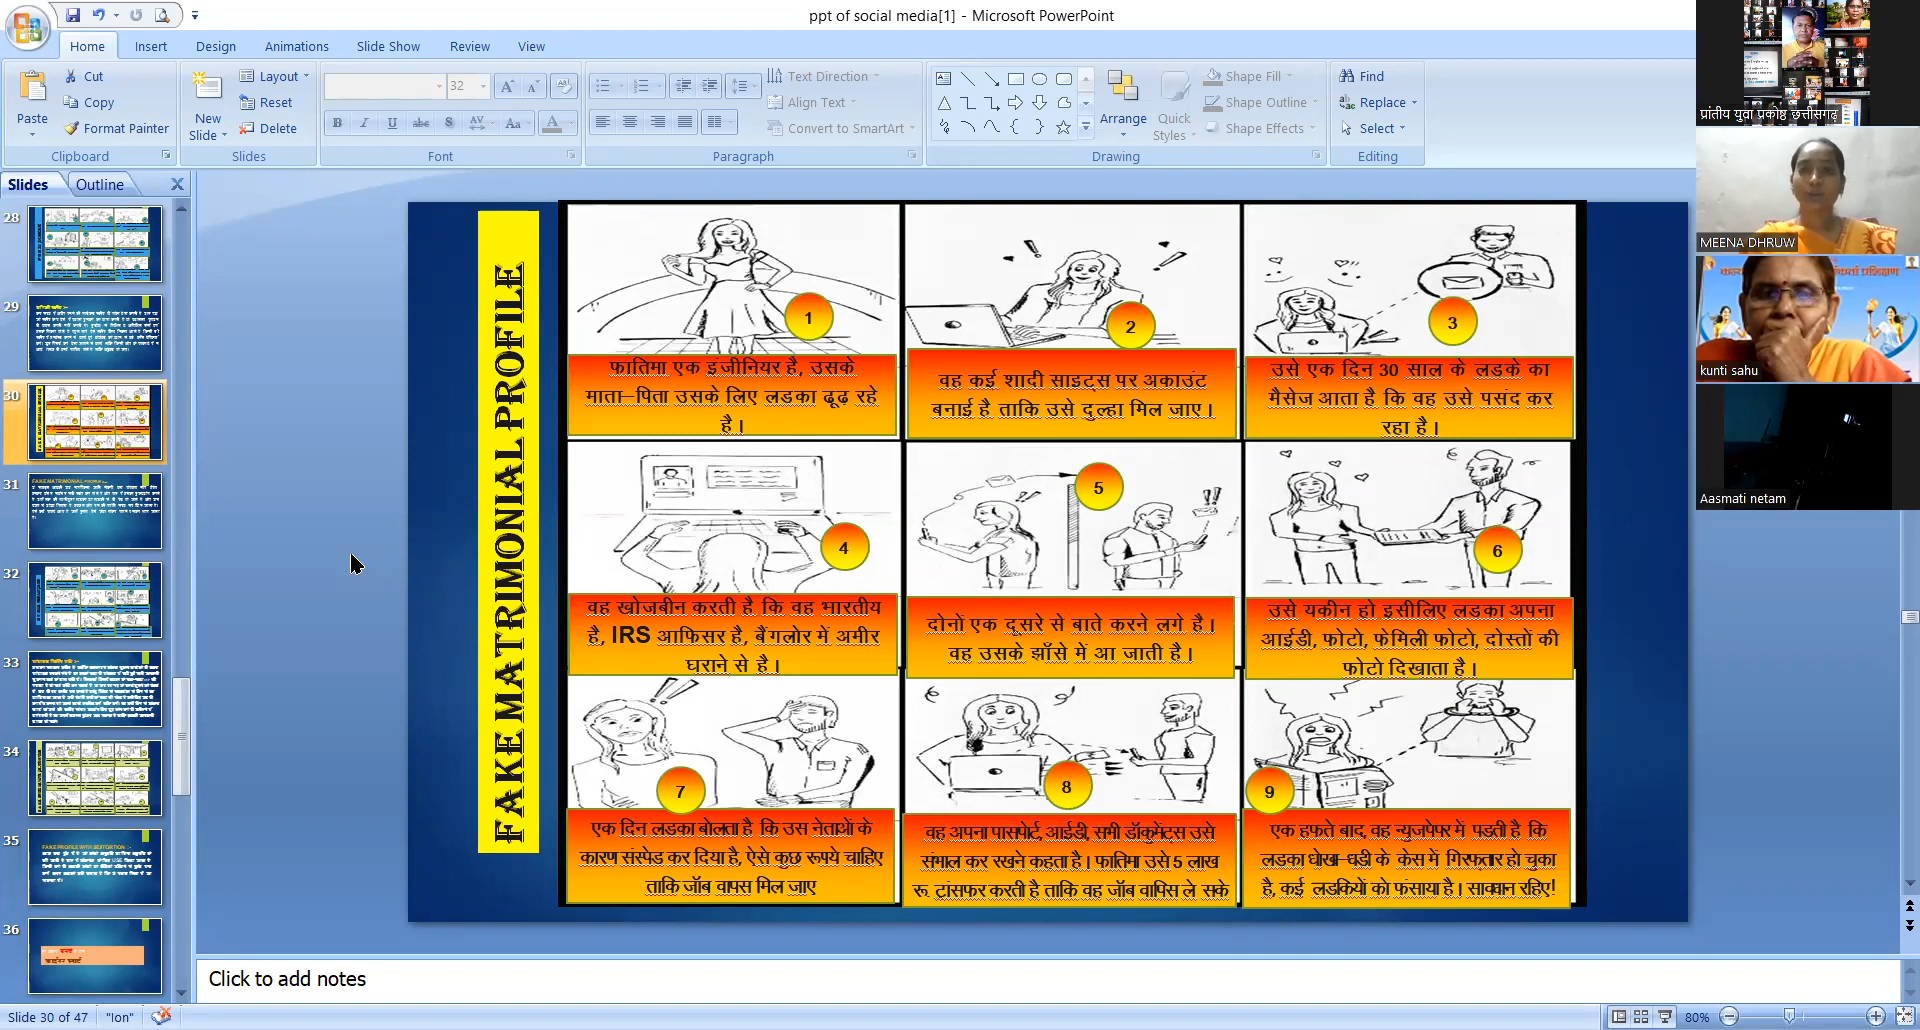 ppt of social media[1] - Microsoft PowerPoint
Home Insert Design Animations Slide Show Review View
Cut
Copy
Format Painter
Paste
Clipboard
New
Slide
Layout
Reset
Delete
Slides
32
B I U abc S AV Aa A
Font
Text Direction
Align Text
Convert to SmartArt
Paragraph
Arrange
Quick
Styles
Shape Fill
Shape Outline
Shape Effects
Drawing
Find
Replace
Select
Editing
Slides Outline
28
29
30
31
32
33
34
35
36
FAKE MATRIMONIAL PROFILE
1
फातिमा एक इंजीनियर है, उसके
माता–पिता उसके लिए लडका ढूढ़ रहे
है।
2
वह कई शादी साइट्स पर अकाउंट
बनाई है ताकि उसे दुल्हा मिल जाए।
3
उसे एक दिन 30 साल के लडके का
मैसेज आता है कि वह उसे पसंद कर
रहा है।
4
वह खोजबीन करती है कि वह भारतीय
है, IRS आफिसर है, बैंगलोर में अमीर
घराने से है।
5
दोनों एक दूसरे से बाते करने लगे है।
वह उसके झाँसे में आ जाती है।
6
उसे यकीन हो इसीलिए लडका अपना
आईडी, फोटो, फेमिली फोटो, दोस्तों की
फोटो दिखाता है।
7
एक दिन लडका बोलता है कि उस नेताओं के
कारण संस्पेड कर दिया है, ऐसे कुछ रूपये चाहिए
ताकि जॉब वापस मिल जाए
8
वह अपना पासपोर्ट, आईडी, सभी डॉकुमेंट्स उसे
संभाल कर रखने कहता है। फातिमा उसे 5 लाख
रू. ट्रांसफर करती है ताकि वह जॉब वापिस ले सके
9
एक हफ्ते बाद, वह न्युजपेपर में पड़ती है कि
लडका धोखा–घड़ी के केस में गिरफ्तार हो चुका
है, कई लडकियों को फंसाया है। सावधान रहिए!
प्रांतीय युवा प्रकोष्ठ छत्तीसगढ़
MEENA DHRUW
kunti sahu
Aasmati netam
Click to add notes
Slide 30 of 47 "Ion" 80%